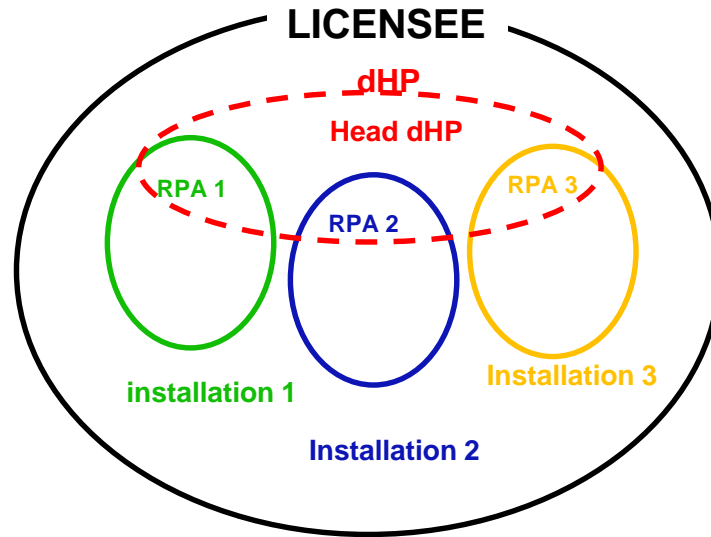 LICENSEE
dHP
Head dHP
RPA 1
RPA 2
RPA 3
installation 1
Installation 2
Installation 3